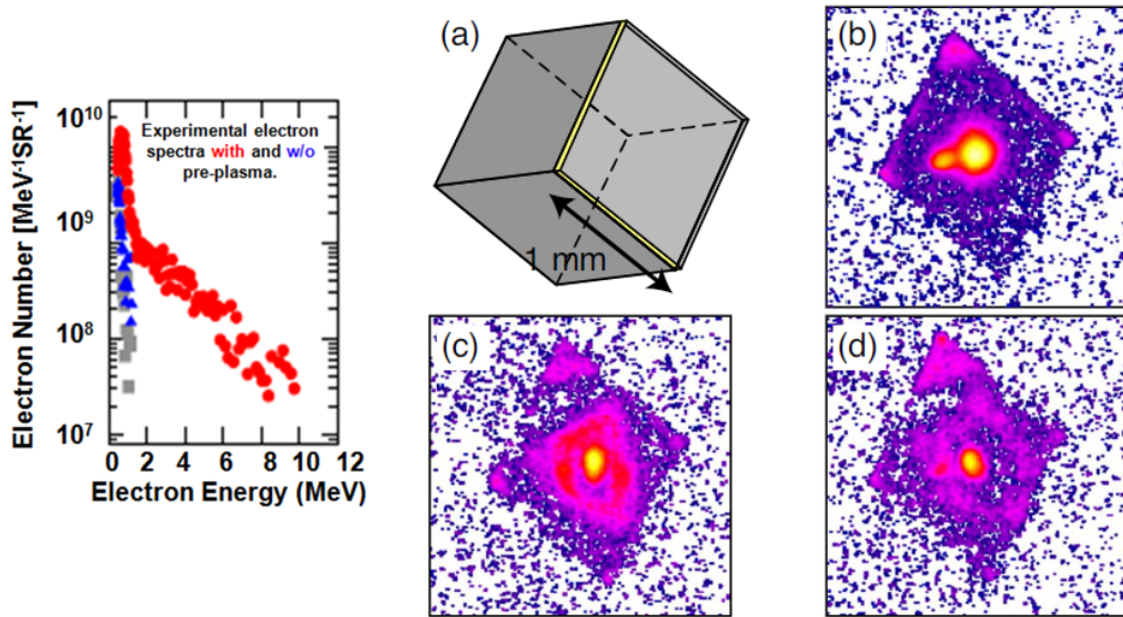 Electron Number [MeV⁻¹SR⁻¹]
10¹⁰
10⁹
10⁸
10⁷
Experimental electron
spectra with and w/o
pre-plasma.
0 2 4 6 8 10 12
Electron Energy (MeV)
(a)
1 mm
(b)
(c)
(d)